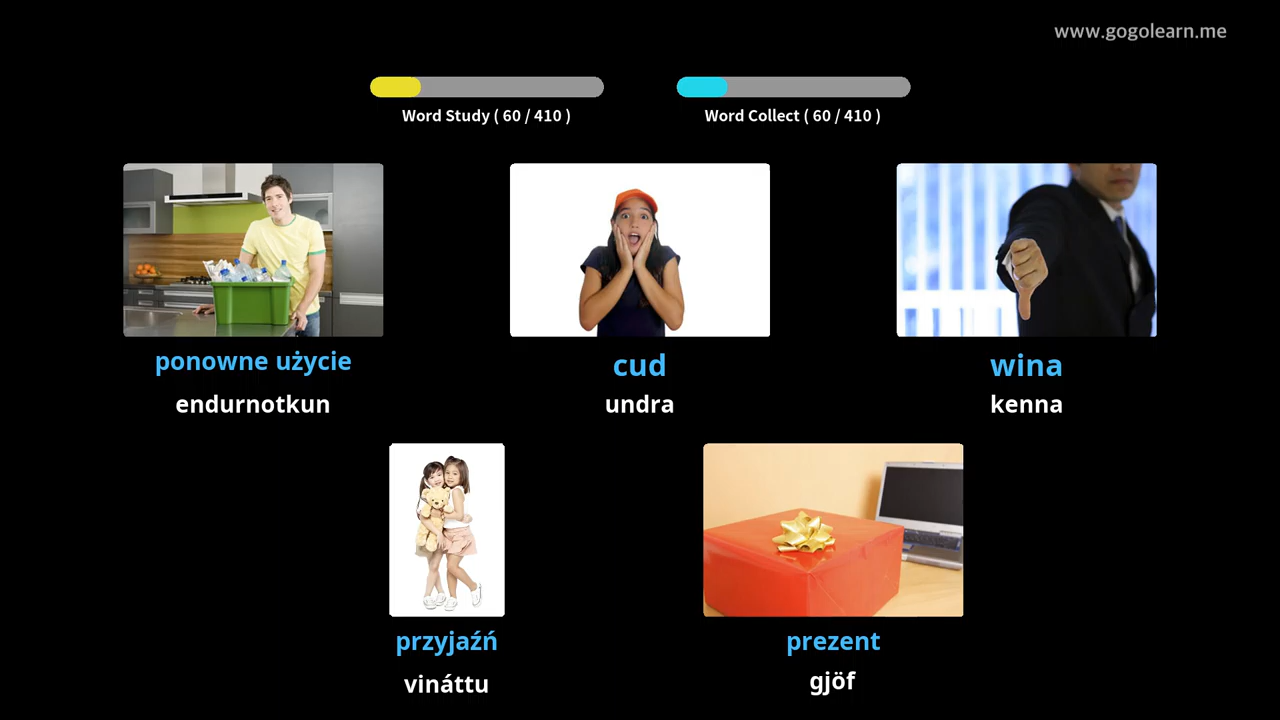 www.gogolearn.me
Word Study ( 60 / 410 )
Word Collect ( 60 / 410 )
ponowne użycie
endurnotkun
cud
undra
wina
kenna
przyjaźń
vináttu
prezent
gjöf